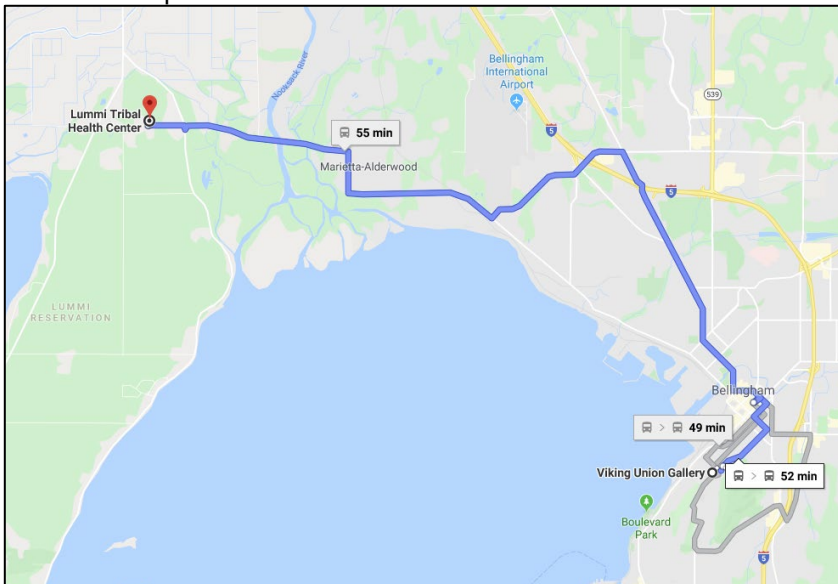 Bellingham
International
Airport
539
Nooksack River
5
Lummi Tribal
Health Center
55 min
Marietta-Alderwood
5
LUMMI
RESERVATION
Bellingham
49 min
Viking Union Gallery
52 min
Boulevard
Park
5